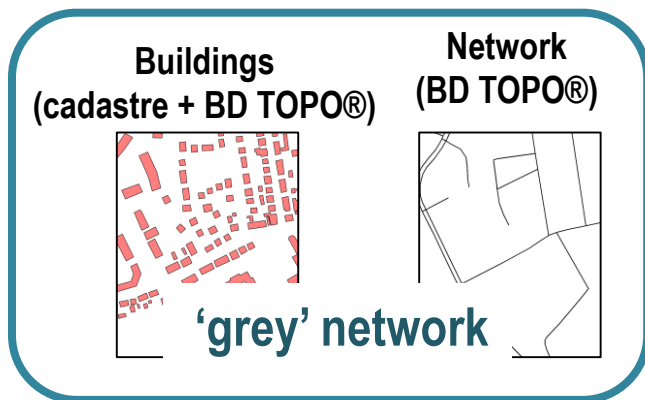 Buildings
(cadastre + BD TOPO®)
Network
(BD TOPO®)
‘grey’ network